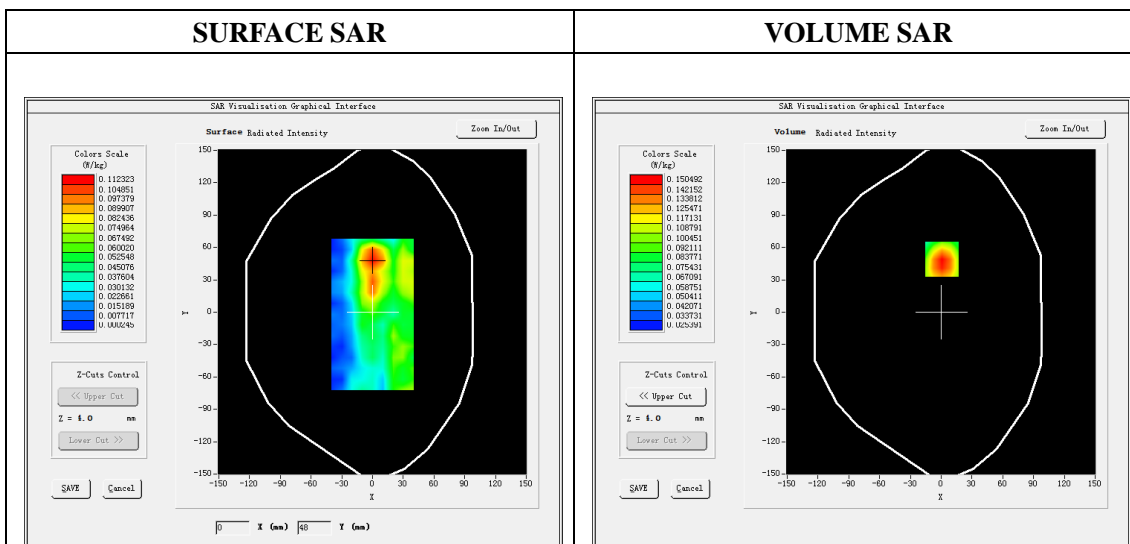 SURFACE SAR
VOLUME SAR
SAR Visualisation Graphical Interface
Surface Radiated Intensity
Zoom In/Out
Colors Scale
(W/kg)
0.112323
0.104851
0.097379
0.089907
0.082436
0.074964
0.067492
0.060020
0.052548
0.045076
0.037604
0.030132
0.022661
0.015189
0.007717
0.000245
150
120
90
60
30
0
-30
-60
-90
-120
-150
Y
-150 -120 -90 -60 -30 0 30 60 90 120 150
X
Z-Cuts Control
<< Upper Cut
Z = 4.0 mm
Lower Cut >>
SAVE Cancel
0 X (mm) 48 Y (mm)
SAR Visualisation Graphical Interface
Volume Radiated Intensity
Zoom In/Out
Colors Scale
(W/kg)
0.150492
0.142152
0.133812
0.125471
0.117131
0.108791
0.100451
0.092111
0.083771
0.075431
0.067091
0.058751
0.050411
0.042071
0.033731
0.025391
150
120
90
60
30
0
-30
-60
-90
-120
-150
Y
-150 -120 -90 -60 -30 0 30 60 90 120 150
X
Z-Cuts Control
<< Upper Cut
Z = 4.0 mm
Lower Cut >>
SAVE Cancel